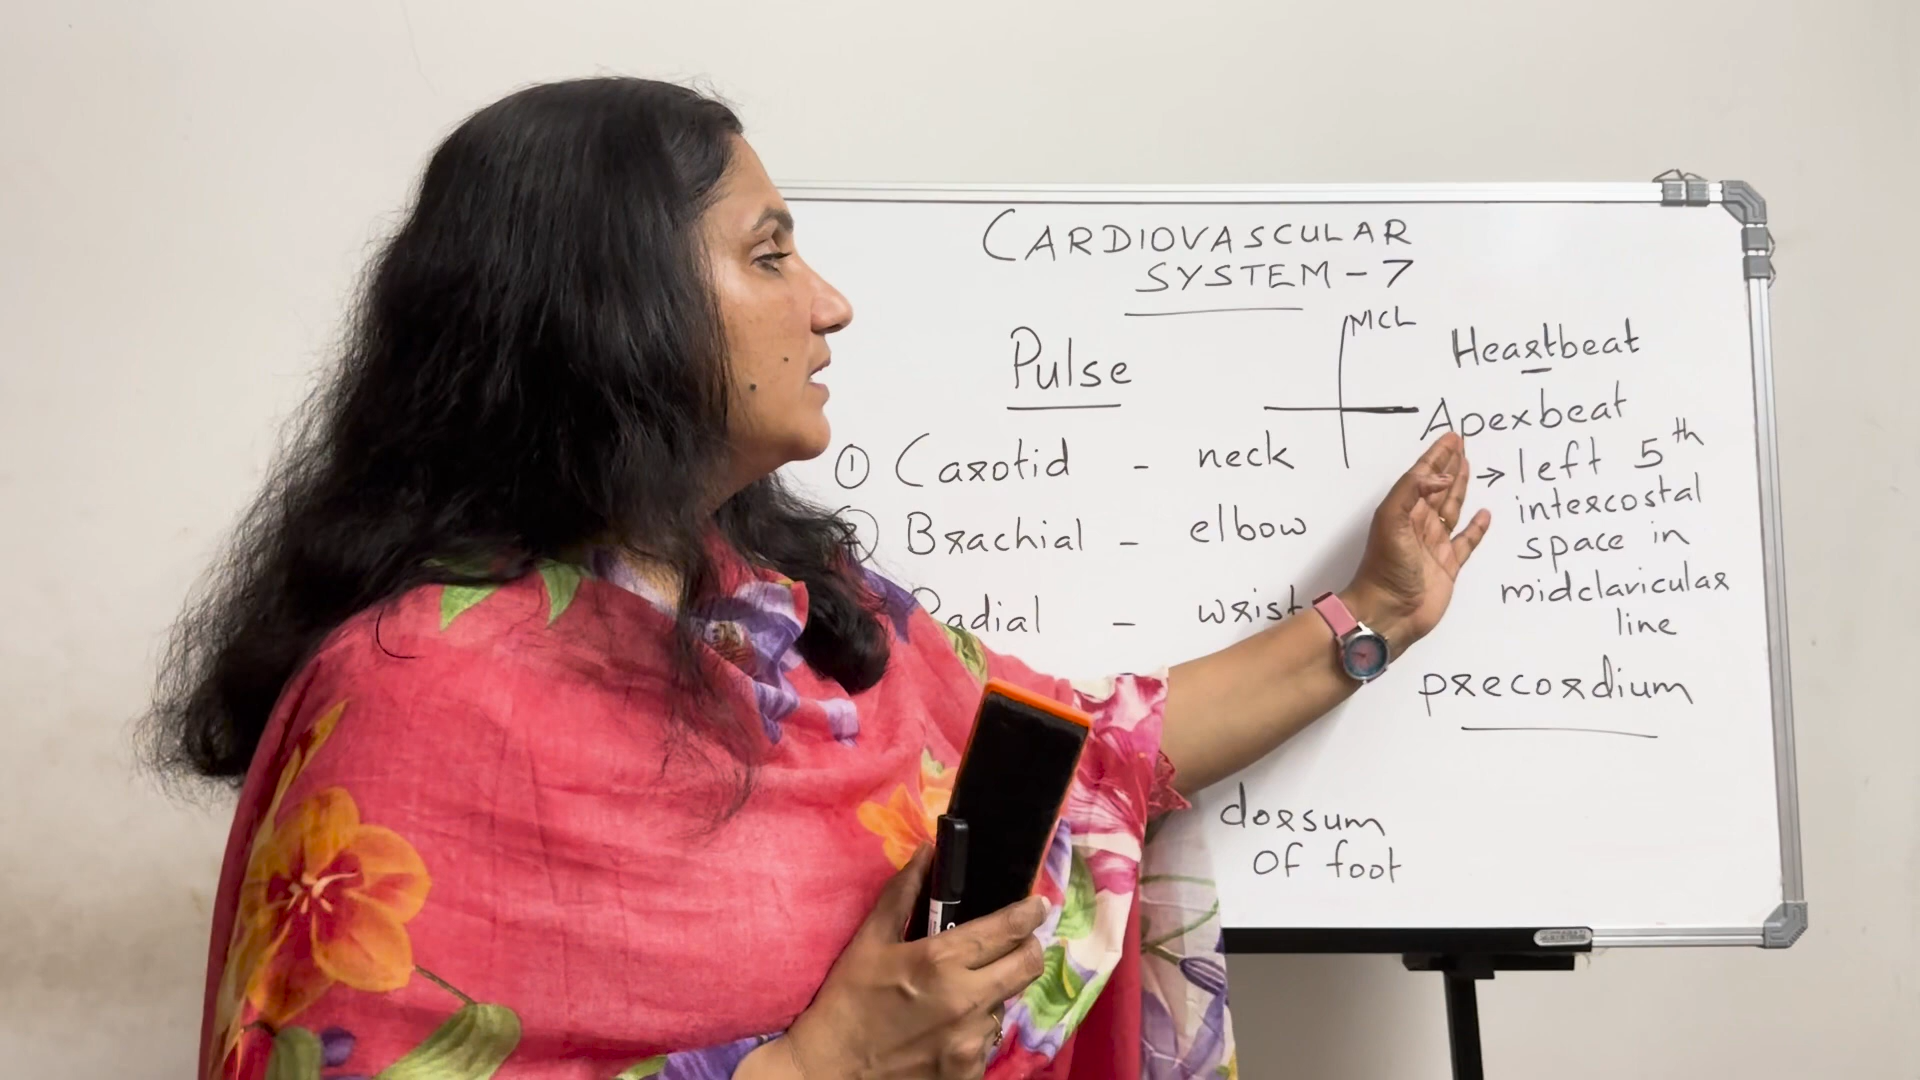 CARDIOVASCULAR
SYSTEM - 7
Pulse
① Carotid - neck
Brachial - elbow
Radial - wrist
dorsum
of foot
MCL
Heartbeat
Apexbeat
→ left 5th
intercostal
space in
midclavicular
line
precordium